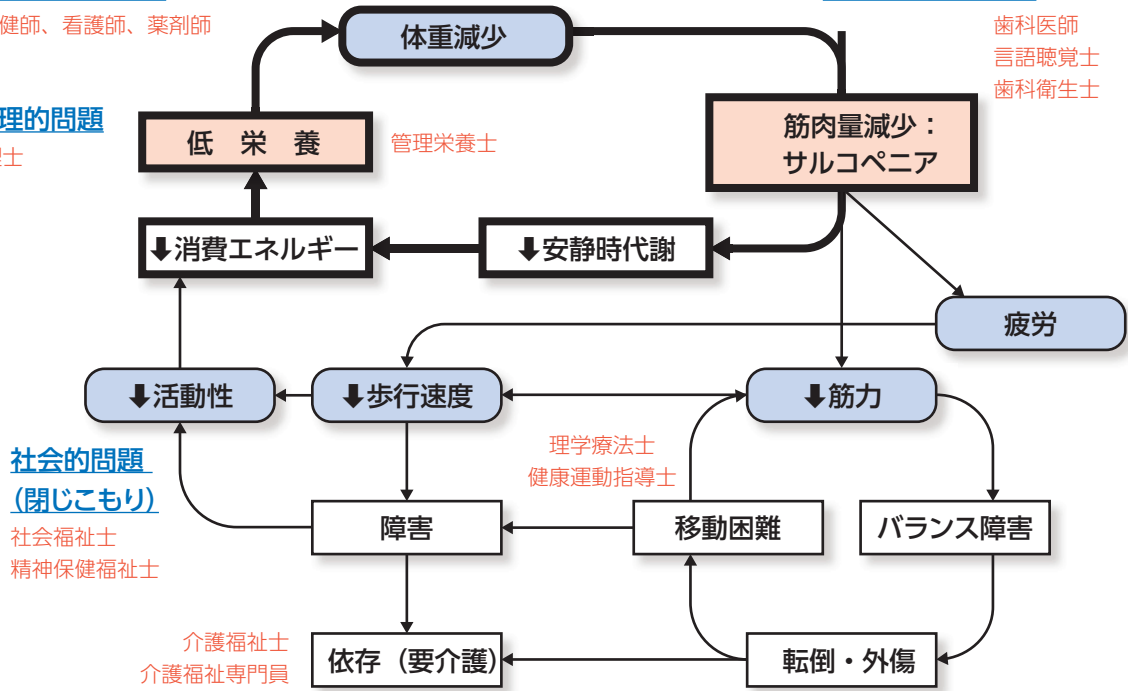 健師、看護師、薬剤師
体重減少
歯科医師
言語聴覚士
歯科衛生士
理的問題
低 栄 養
管理栄養士
筋肉量減少：
サルコペニア
⬇消費エネルギー
⬇安静時代謝
疲労
⬇活動性
⬇歩行速度
⬇筋力
社会的問題
（閉じこもり）
社会福祉士
精神保健福祉士
理学療法士
健康運動指導士
障害
移動困難
バランス障害
介護福祉士
介護福祉専門員
依存（要介護）
転倒・外傷